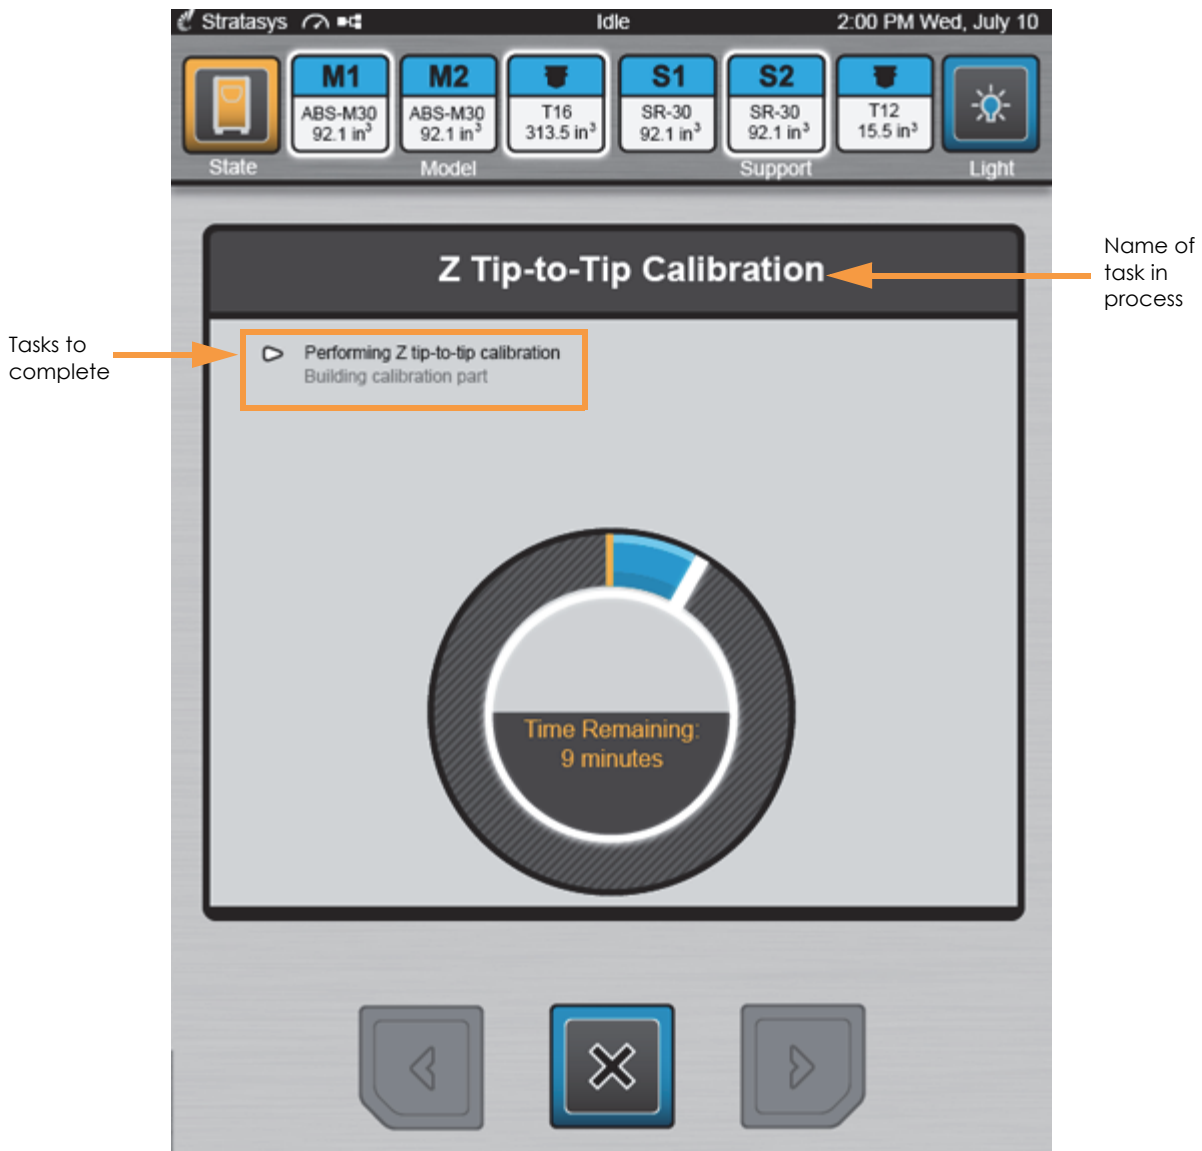 Stratasys
Idle
2:00 PM Wed, July 10
M1
ABS-M30
92.1 in³
M2
ABS-M30
92.1 in³
T16
313.5 in³
S1
SR-30
92.1 in³
S2
SR-30
92.1 in³
T12
15.5 in³
State
Model
Support
Light
Z Tip-to-Tip Calibration
Name of
task in
process
Tasks to
complete
Performing Z tip-to-tip calibration
Building calibration part
Time Remaining:
9 minutes